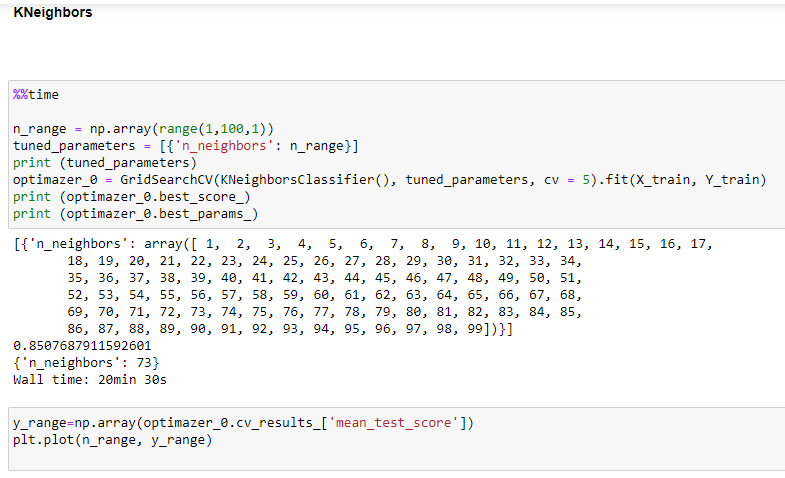 KNeighbors
%%time
n_range = np.array(range(1,100,1))
tuned_parameters = [{'n_neighbors': n_range}]
print (tuned_parameters)
optimazer_0 = GridSearchCV(KNeighborsClassifier(), tuned_parameters, cv = 5).fit(X_train, Y_train)
print (optimazer_0.best_score_)
print (optimazer_0.best_params_)
[{'n_neighbors': array([ 1,  2,  3,  4,  5,  6,  7,  8,  9, 10, 11, 12, 13, 14, 15, 16, 17,
       18, 19, 20, 21, 22, 23, 24, 25, 26, 27, 28, 29, 30, 31, 32, 33, 34,
       35, 36, 37, 38, 39, 40, 41, 42, 43, 44, 45, 46, 47, 48, 49, 50, 51,
       52, 53, 54, 55, 56, 57, 58, 59, 60, 61, 62, 63, 64, 65, 66, 67, 68,
       69, 70, 71, 72, 73, 74, 75, 76, 77, 78, 79, 80, 81, 82, 83, 84, 85,
       86, 87, 88, 89, 90, 91, 92, 93, 94, 95, 96, 97, 98, 99])}]
0.8507687911592601
{'n_neighbors': 73}
Wall time: 20min 30s
y_range=np.array(optimazer_0.cv_results_['mean_test_score'])
plt.plot(n_range, y_range)